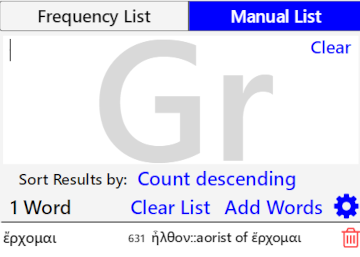 Frequency List Manual List
Clear
Gr
Sort Results by: Count descending
1 Word Clear List Add Words
ἔρχομαι 631 ἦλθον::aorist of ἔρχομαι